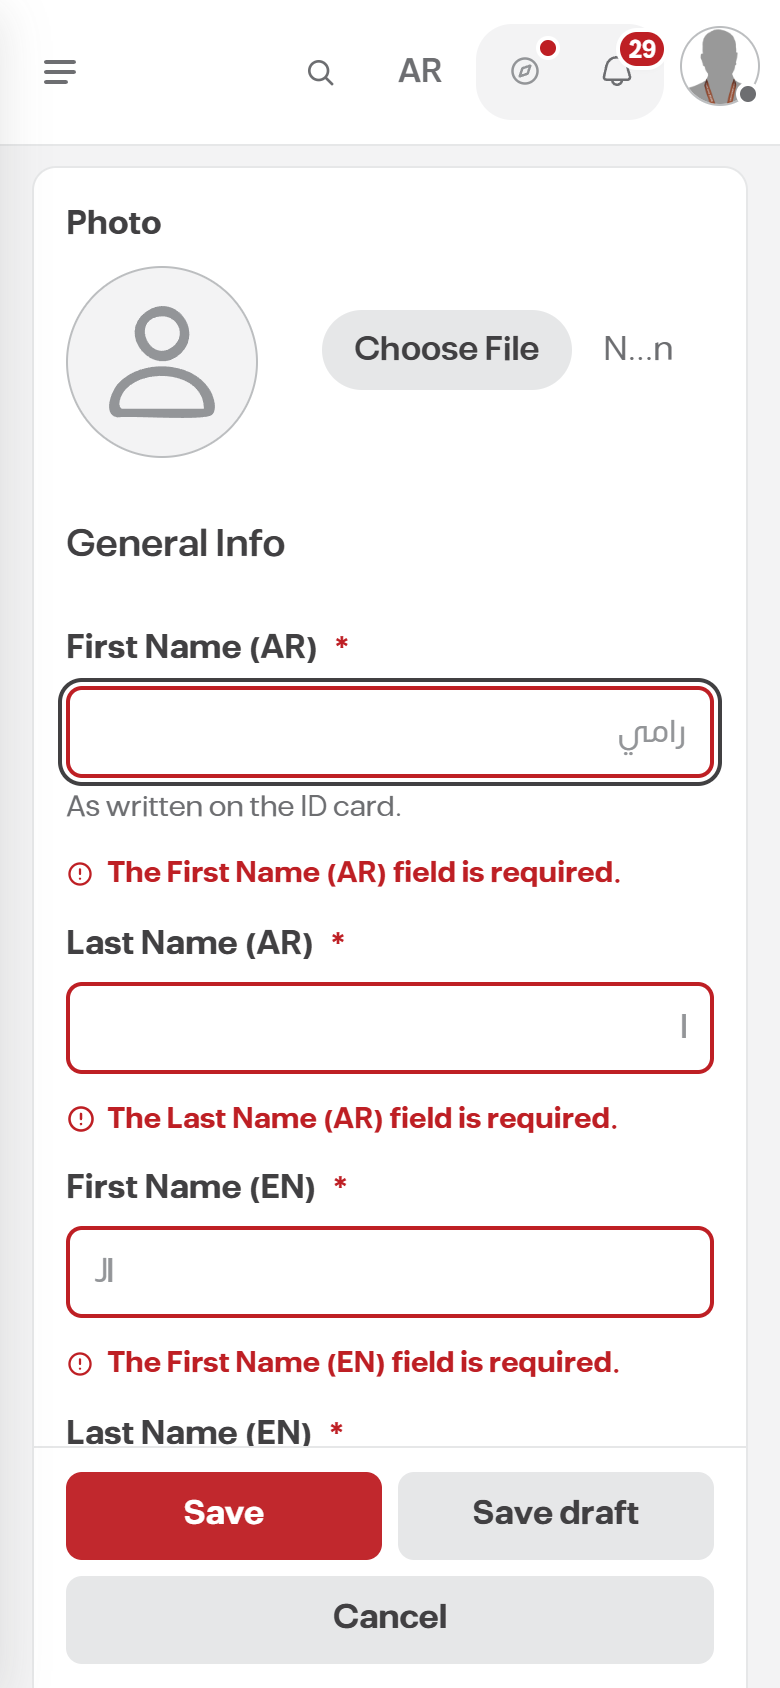 AR
29
Photo
Choose File N...n
General Info
First Name (AR) *
رامي
As written on the ID card.
The First Name (AR) field is required.
Last Name (AR) *
ا
The Last Name (AR) field is required.
First Name (EN) *
ال
The First Name (EN) field is required.
Last Name (EN) *
Save
Save draft
Cancel